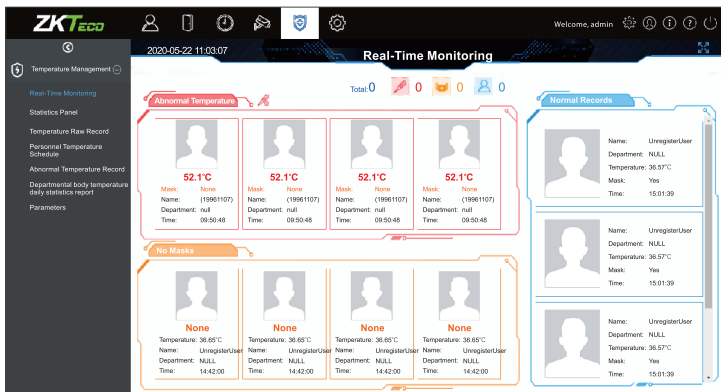 ZKTeco
Welcome, admin
Temperature Management
Real-Time Monitoring
Statistics Panel
Temperature Raw Record
Personnel Temperature
Schedule
Abnormal Temperature Record
Departmental body temperature
daily statistics report
Parameters
2020-05-22 11:03:07
Real-Time Monitoring
Total:0 0 0 0
Abnormal Temperature
52.1°C
Mask: None
Name: (19961107)
Department: null
Time: 09:50:48
52.1°C
Mask: None
Name: (19961107)
Department: null
Time: 09:50:48
52.1°C
Mask: None
Name: (19961107)
Department: null
Time: 09:50:48
52.1°C
Mask: None
Name: (19961107)
Department: null
Time: 09:50:48
No Masks
None
Temperature: 36.65°C
Name: UnregisterUser
Department: NULL
Time: 14:42:00
None
Temperature: 36.65°C
Name: UnregisterUser
Department: NULL
Time: 14:42:00
None
Temperature: 36.65°C
Name: UnregisterUser
Department: NULL
Time: 14:42:00
None
Temperature: 36.65°C
Name: UnregisterUser
Department: NULL
Time: 14:42:00
Normal Records
Name: UnregisterUser
Department: NULL
Temperature: 36.57°C
Mask: Yes
Time: 15:01:39
Name: UnregisterUser
Department: NULL
Temperature: 36.57°C
Mask: Yes
Time: 15:01:39
Name: UnregisterUser
Department: NULL
Temperature: 36.57°C
Mask: Yes
Time: 15:01:39